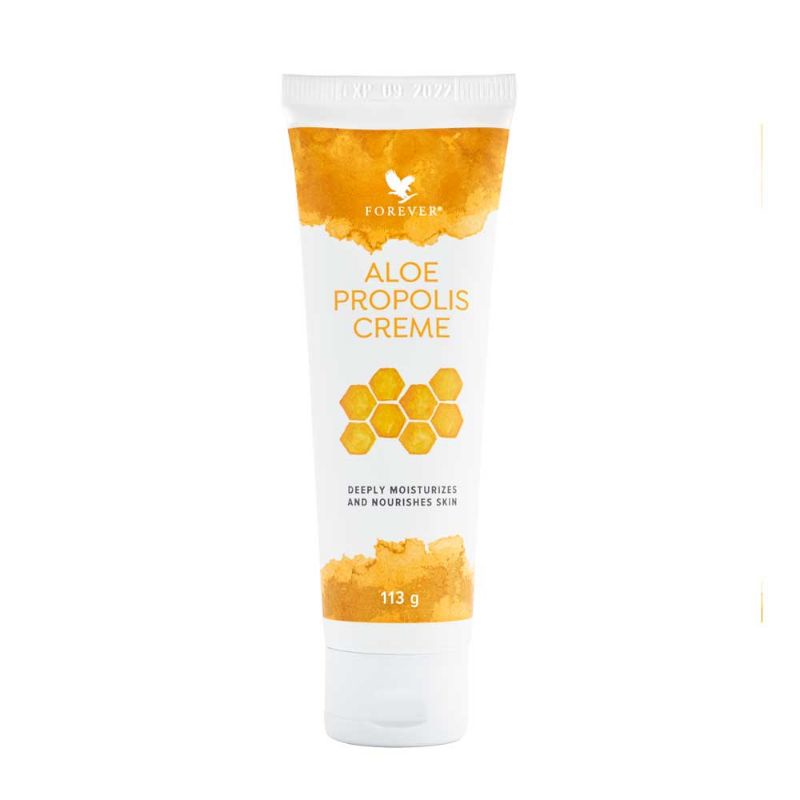 EXP 09 2022
FOREVER®
ALOE
PROPOLIS
CREME
DEEPLY MOISTURIZES
AND NOURISHES SKIN
113 g